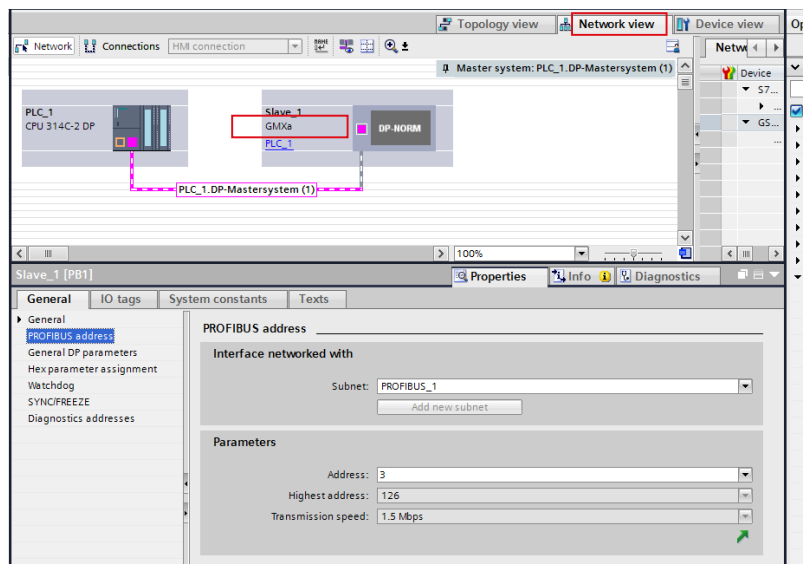 Topology view Network view Device view Op
Network Connections HMI connection Netw
Master system: PLC_1.DP-Mastersystem (1)
Device
S7...
...
GS...
...
PLC_1
CPU 314C-2 DP
Slave_1
GMXa
DP-NORM
PLC_1
PLC_1.DP-Mastersystem (1)
100%
Slave_1 [PB1] Properties Info Diagnostics
General IO tags System constants Texts
General
PROFIBUS address
General DP parameters
Hex parameter assignment
Watchdog
SYNC/FREEZE
Diagnostics addresses
PROFIBUS address
Interface networked with
Subnet: PROFIBUS_1
Add new subnet
Parameters
Address: 3
Highest address: 126
Transmission speed: 1.5 Mbps